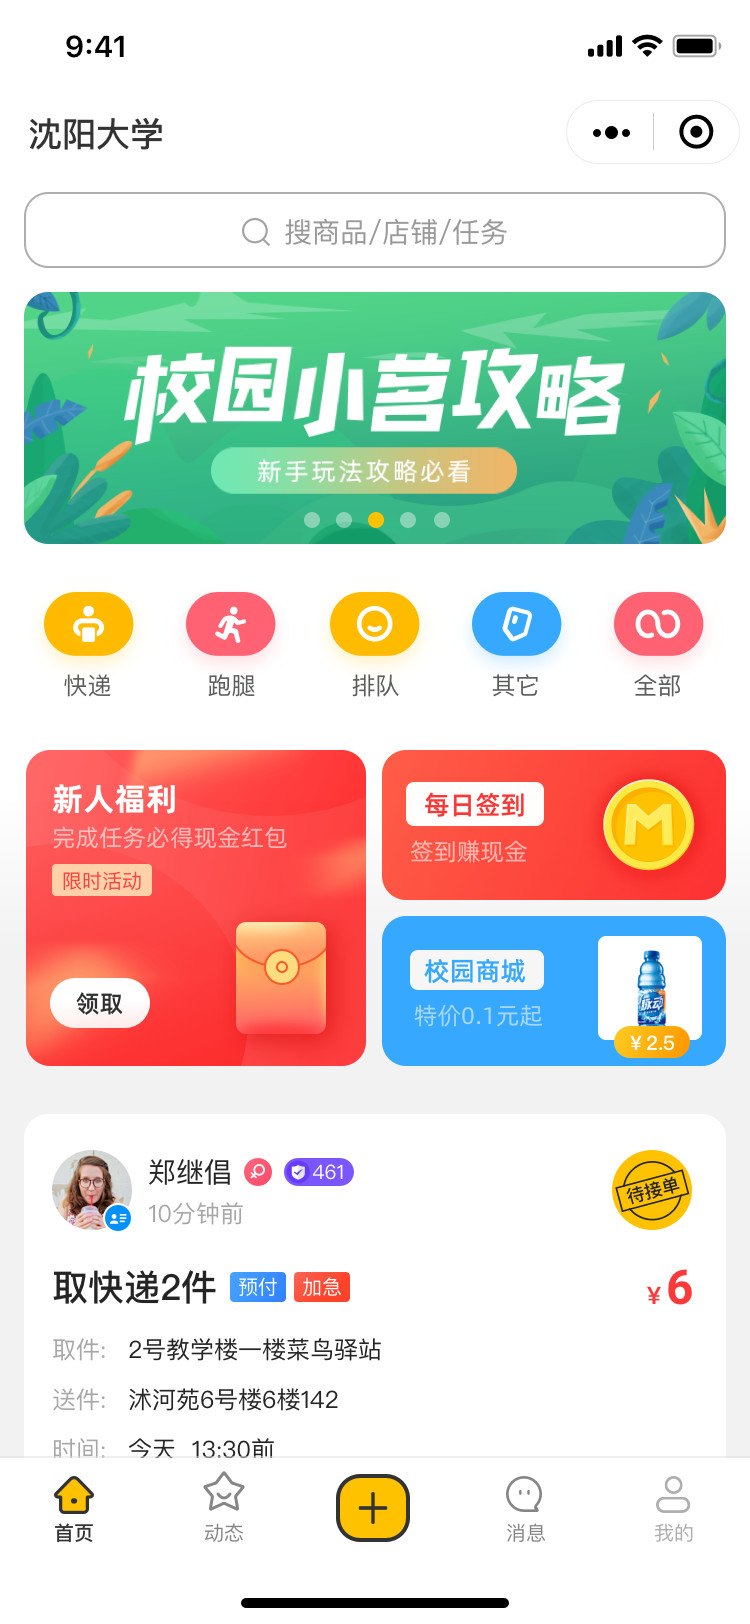 9:41
沈阳大学
搜商品/店铺/任务
校园小茗攻略
新手玩法攻略必看
快递
跑腿
排队
其它
全部
新人福利
完成任务必得现金红包
限时活动
领取
每日签到
签到赚现金
M
校园商城
特价0.1元起
脉动
¥2.5
郑继倡
461
10分钟前
待接单
取快递2件 预付 加急
¥6
取件: 2号教学楼一楼菜鸟驿站
送件: 沭河苑6号楼6楼142
时间: 今天 13:30前
首页
动态
消息
我的